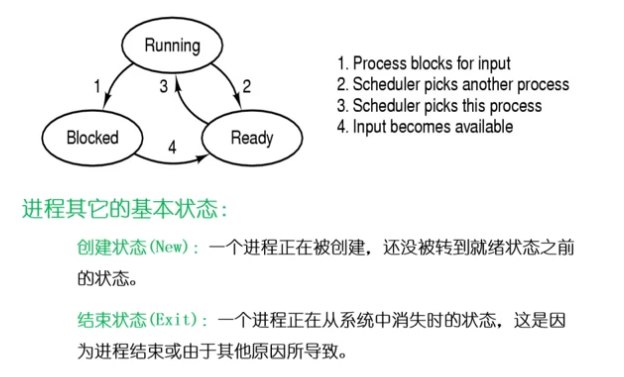 Running
1
3
2
Blocked
4
Ready
1. Process blocks for input
2. Scheduler picks another process
3. Scheduler picks this process
4. Input becomes available
进程其它的基本状态：
创建状态(New)：一个进程正在被创建，还没被转到就绪状态之前
的状态。
结束状态(Exit)：一个进程正在从系统中消失时的状态，这是因
为进程结束或由于其他原因所导致。